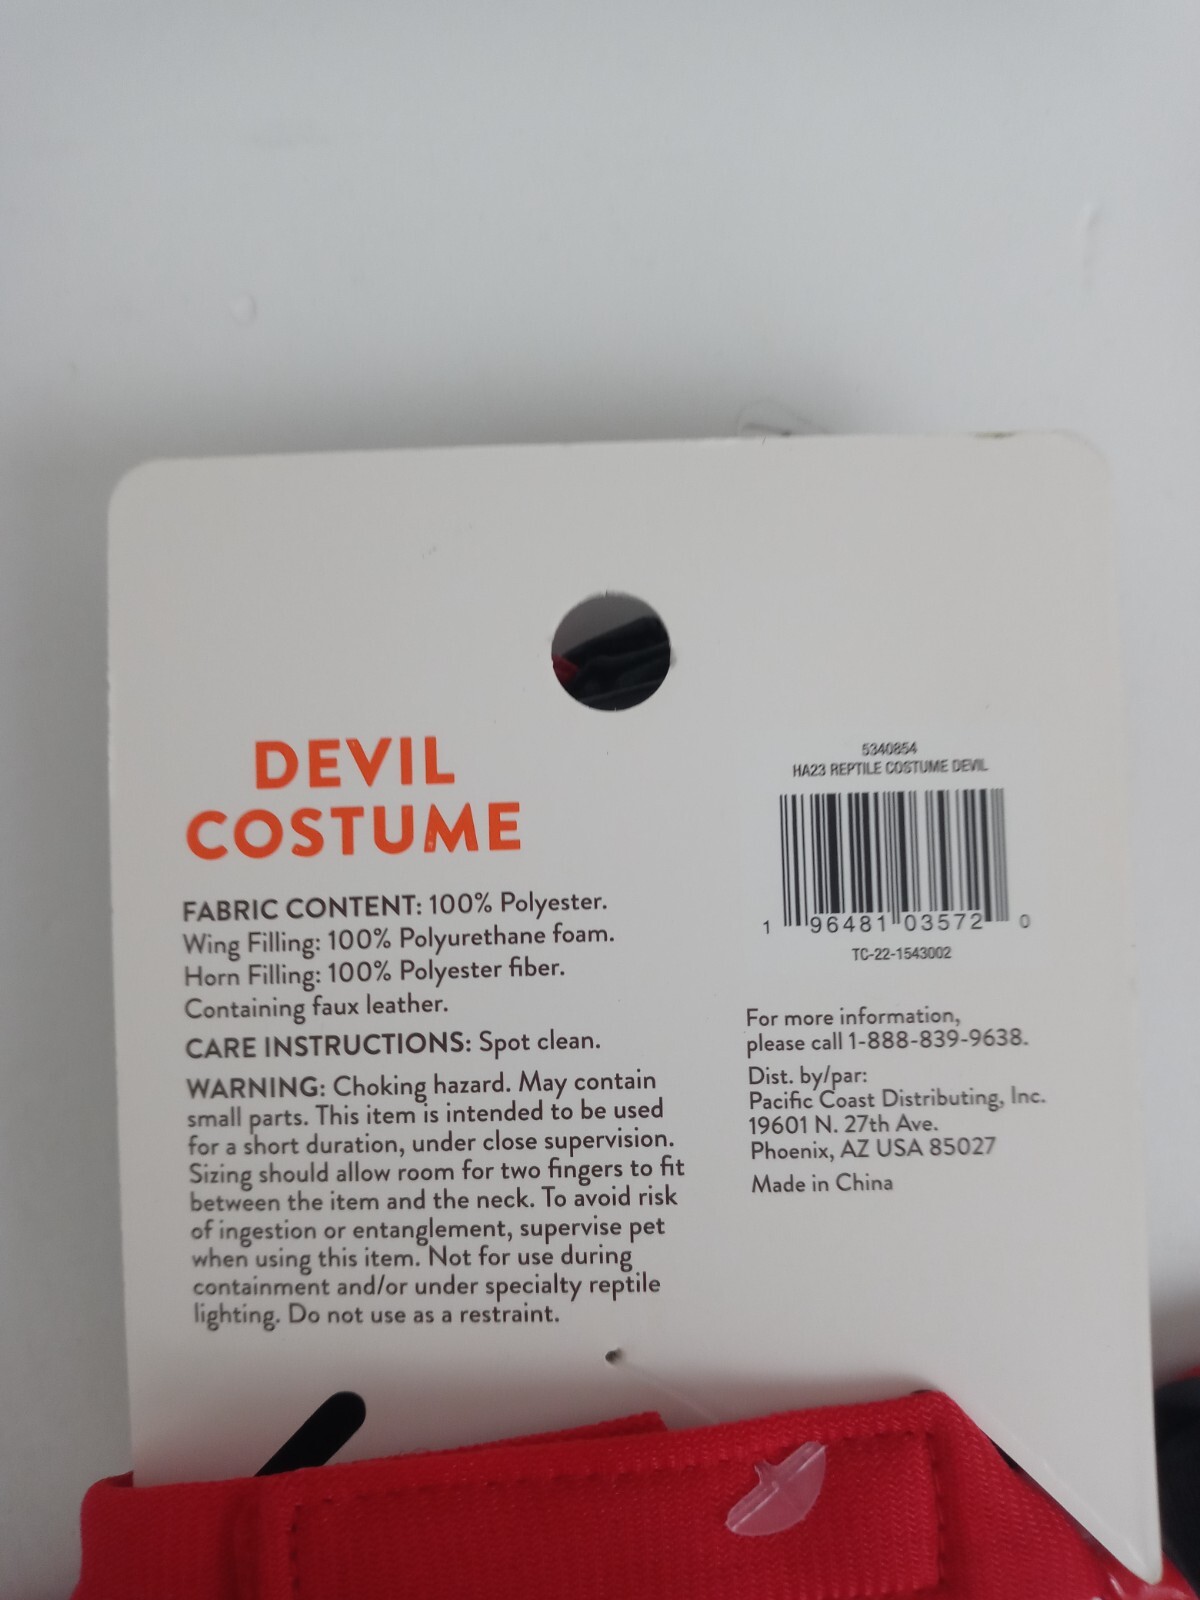 DEVIL
COSTUME
FABRIC CONTENT: 100% Polyester.
Wing Filling: 100% Polyurethane foam.
Horn Filling: 100% Polyester fiber.
Containing faux leather.
CARE INSTRUCTIONS: Spot clean.
WARNING: Choking hazard. May contain
small parts. This item is intended to be used
for a short duration, under close supervision.
Sizing should allow room for two fingers to fit
between the item and the neck. To avoid risk
of ingestion or entanglement, supervise pet
when using this item. Not for use during
containment and/or under specialty reptile
lighting. Do not use as a restraint.
5340854
HA23 REPTILE COSTUME DEVIL
1 96481 03572 0
TC-22-1543002
For more information,
please call 1-888-839-9638.
Dist. by/par:
Pacific Coast Distributing, Inc.
19601 N. 27th Ave.
Phoenix, AZ USA 85027
Made in China